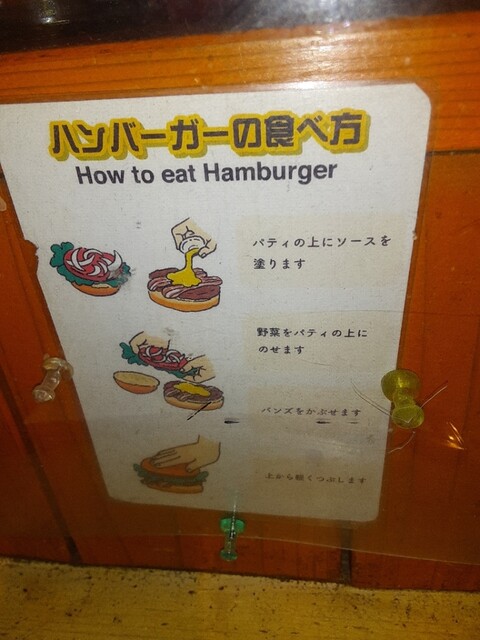 ハンバーガーの食べ方
How to eat Hamburger
パティの上にソースを
塗ります
野菜をパティの上に
のせます
バンズをかぶせます
上から軽くつぶします